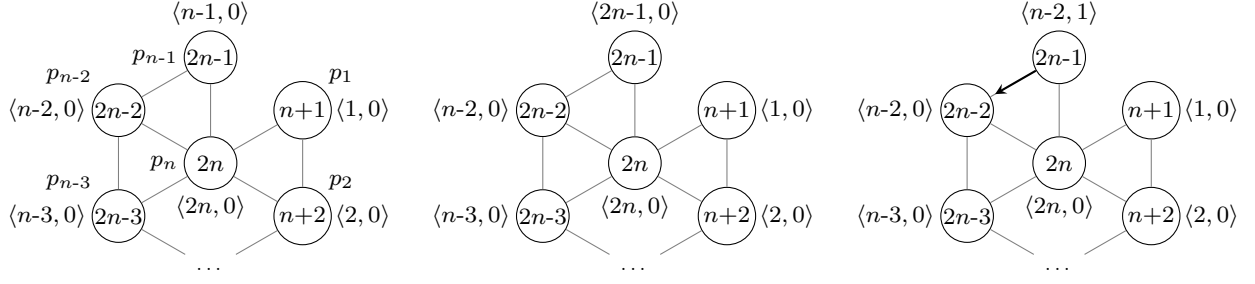 ⟨n-1, 0⟩ ⟨2n-1, 0⟩ ⟨n-2, 1⟩
p_{n-1} 2n-1 2n-1 2n-1
p_{n-2} p_1
⟨n-2, 0⟩ 2n-2 n+1 ⟨1, 0⟩ ⟨n-2, 0⟩ 2n-2 n+1 ⟨1, 0⟩ ⟨n-2, 0⟩ 2n-2 n+1 ⟨1, 0⟩
p_n 2n 2n 2n
p_{n-3} p_2
⟨2n, 0⟩ ⟨2n, 0⟩ ⟨2n, 0⟩
⟨n-3, 0⟩ 2n-3 n+2 ⟨2, 0⟩ ⟨n-3, 0⟩ 2n-3 n+2 ⟨2, 0⟩ ⟨n-3, 0⟩ 2n-3 n+2 ⟨2, 0⟩
... ... ...